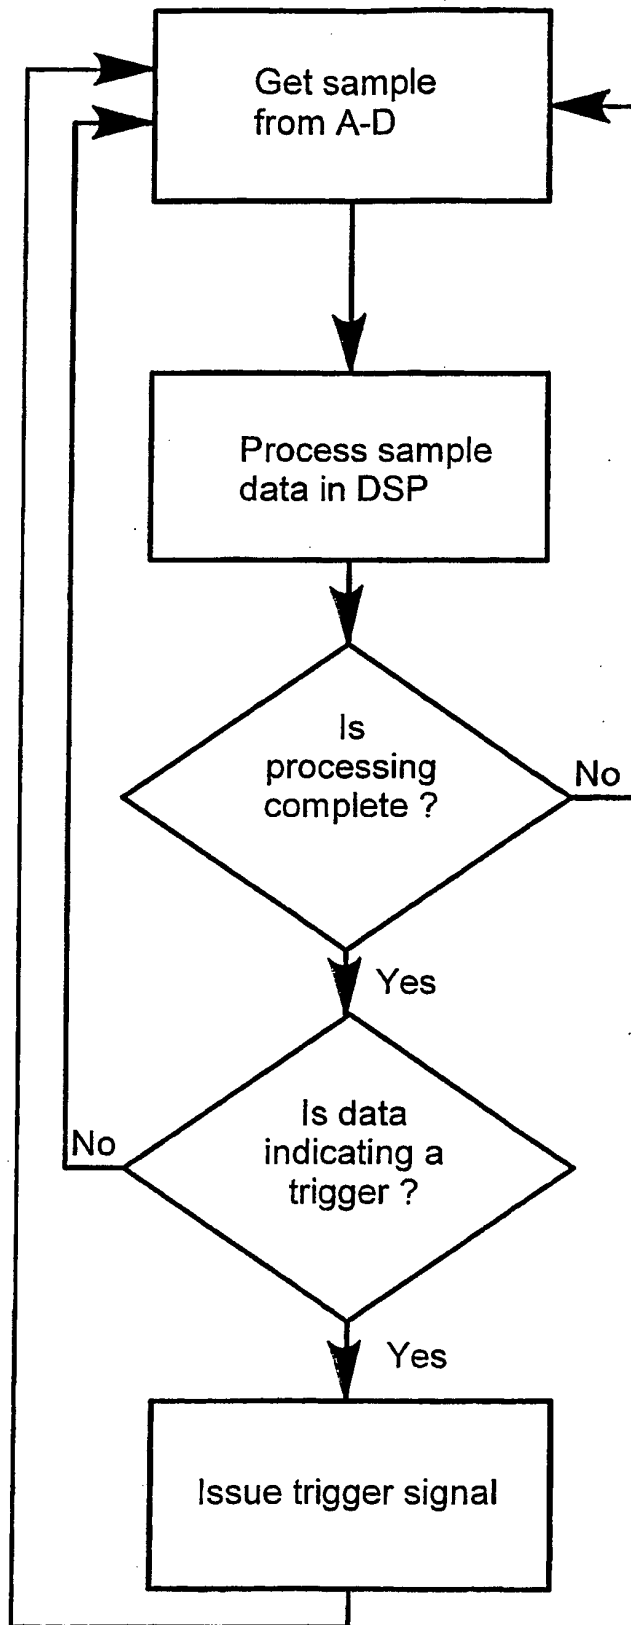 Get sample
from A-D
Process sample
data in DSP
Is
processing
complete ?
No
Yes
Is data
indicating a
trigger ?
No
Yes
Issue trigger signal